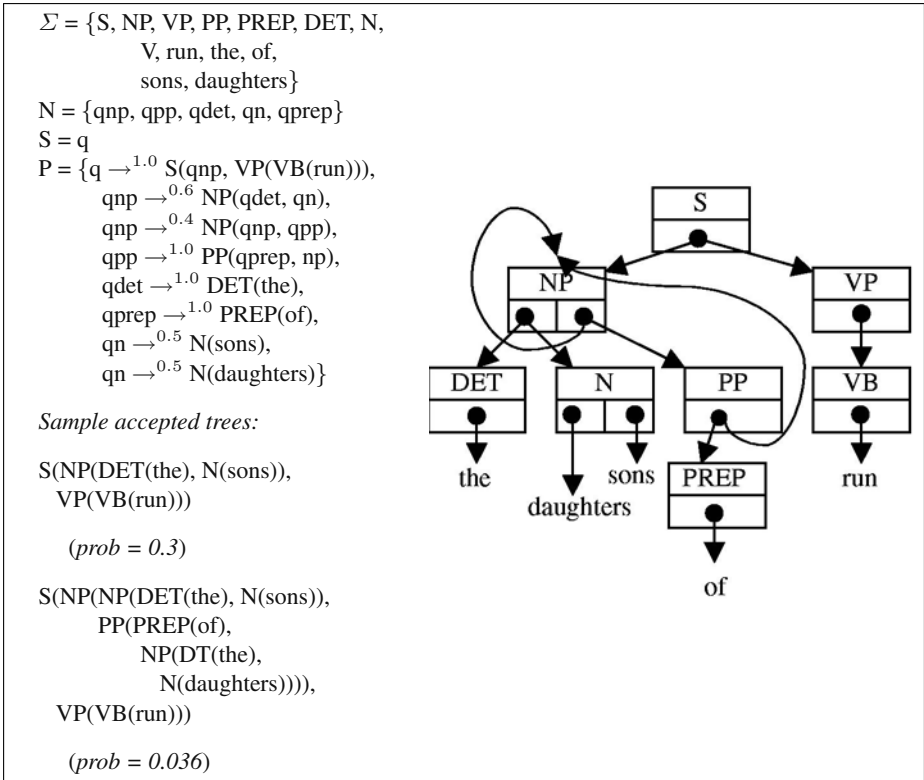 Σ = {S, NP, VP, PP, PREP, DET, N,
V, run, the, of,
sons, daughters}
N = {qnp, qpp, qdet, qn, qprep}
S = q
P = {q →^1.0 S(qnp, VP(VB(run))),
qnp →^0.6 NP(qdet, qn),
qnp →^0.4 NP(qnp, qpp),
qpp →^1.0 PP(qprep, np),
qdet →^1.0 DET(the),
qprep →^1.0 PREP(of),
qn →^0.5 N(sons),
qn →^0.5 N(daughters)}
Sample accepted trees:
S(NP(DET(the), N(sons)),
VP(VB(run)))
(prob = 0.3)
S(NP(NP(DET(the), N(sons)),
PP(PREP(of),
NP(DT(the),
N(daughters)))),
VP(VB(run)))
(prob = 0.036)
S
NP
VP
DET
N
PP
VB
the
daughters
sons
PREP
run
of